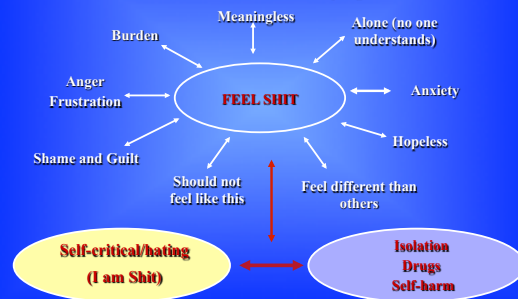 Meaningless
Burden
Alone (no one
understands)
Anger
Frustration
FEEL SHIT
Anxiety
Hopeless
Shame and Guilt
Should not
feel like this
Feel different than
others
Self-critical/hating
(I am Shit)
Isolation
Drugs
Self-harm